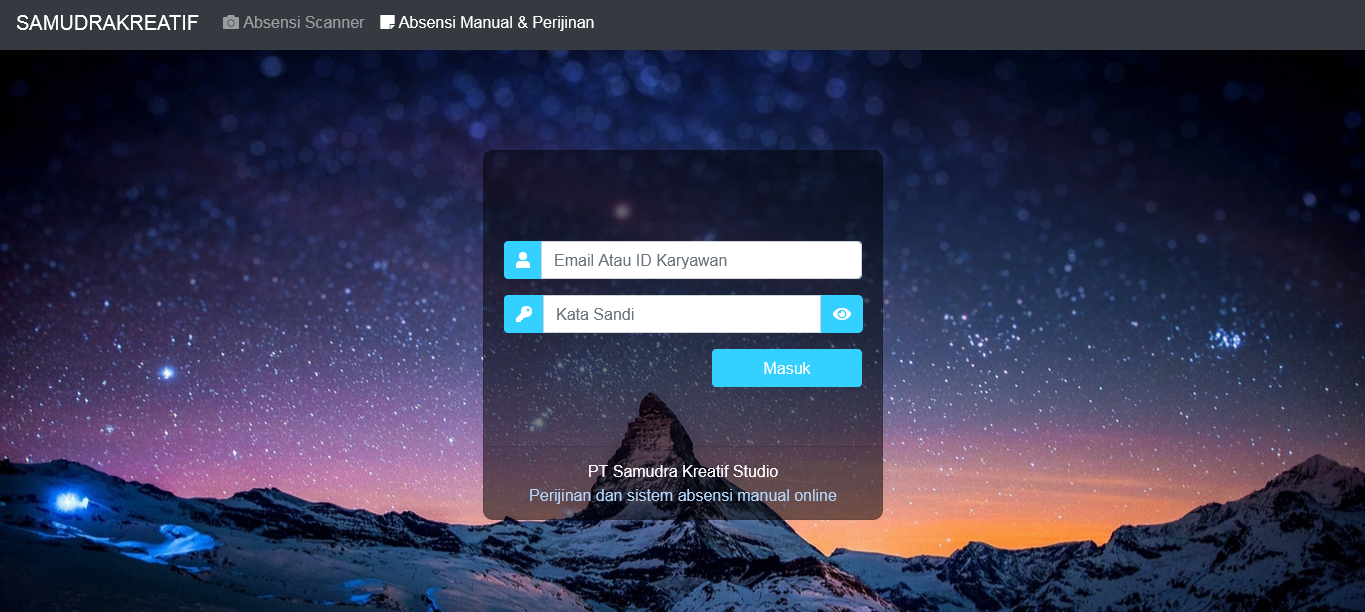 SAMUDRAKREATIF Absensi Scanner Absensi Manual & Perijinan
Email Atau ID Karyawan
Kata Sandi
Masuk
PT Samudra Kreatif Studio
Perijinan dan sistem absensi manual online